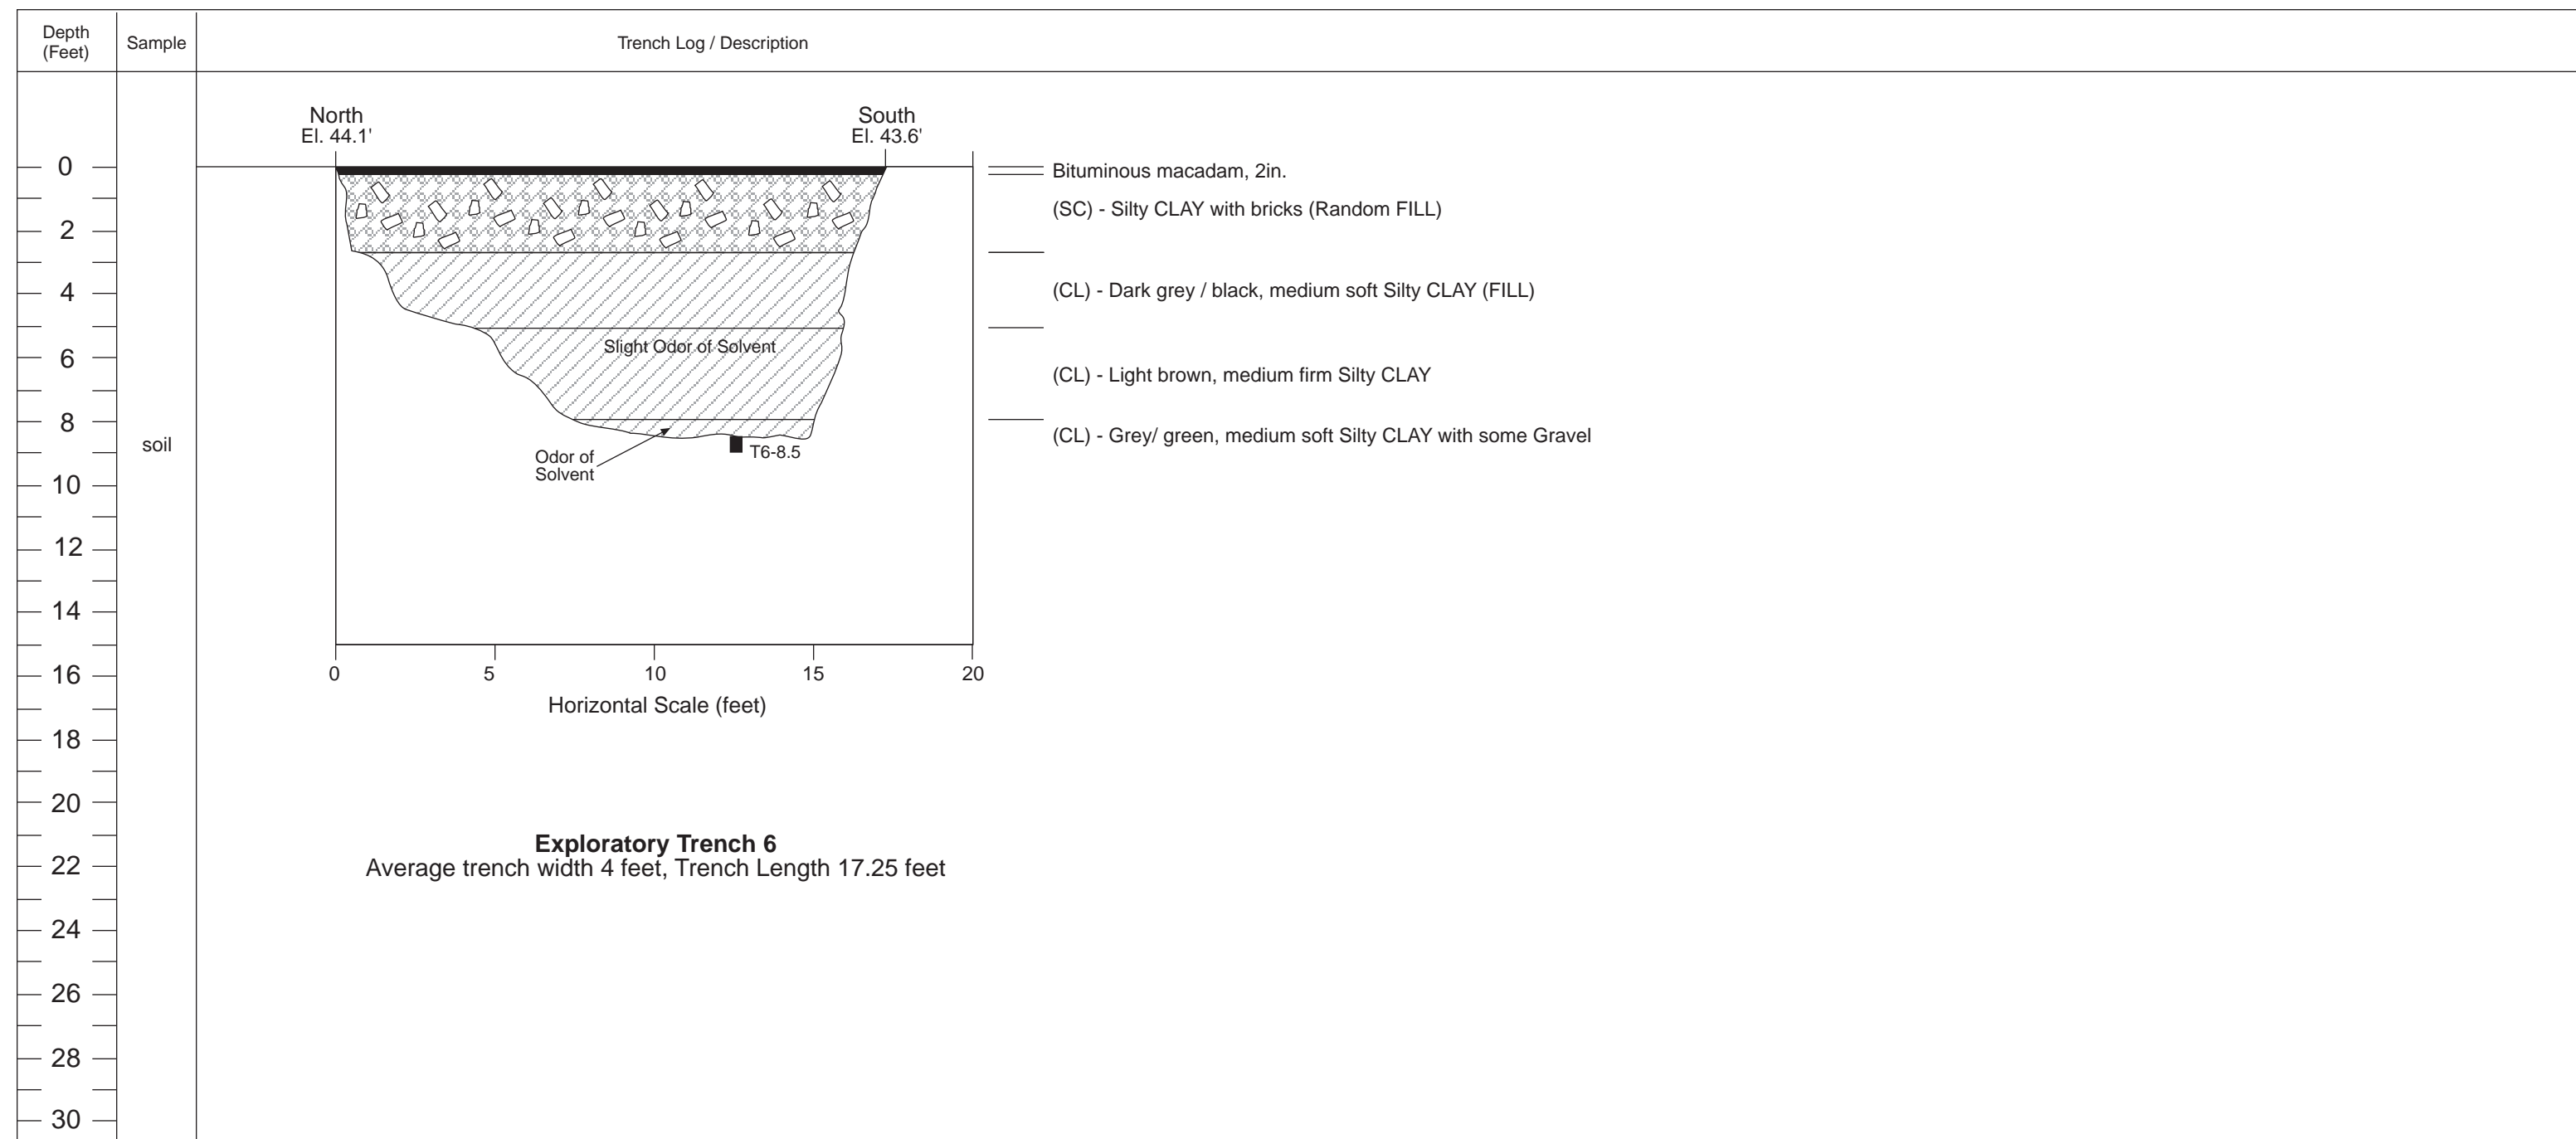 Depth
(Feet)
Sample
Trench Log / Description
North
El. 44.1'
South
El. 43.6'
0
2
4
6
8
10
12
14
16
18
20
22
24
26
28
30
soil
Bituminous macadam, 2in.
(SC) - Silty CLAY with bricks (Random FILL)
(CL) - Dark grey / black, medium soft Silty CLAY (FILL)
Slight Odor of Solvent
(CL) - Light brown, medium firm Silty CLAY
(CL) - Grey/ green, medium soft Silty CLAY with some Gravel
Odor of
Solvent
T6-8.5
0
5
10
15
20
Horizontal Scale (feet)
Exploratory Trench 6
Average trench width 4 feet, Trench Length 17.25 feet